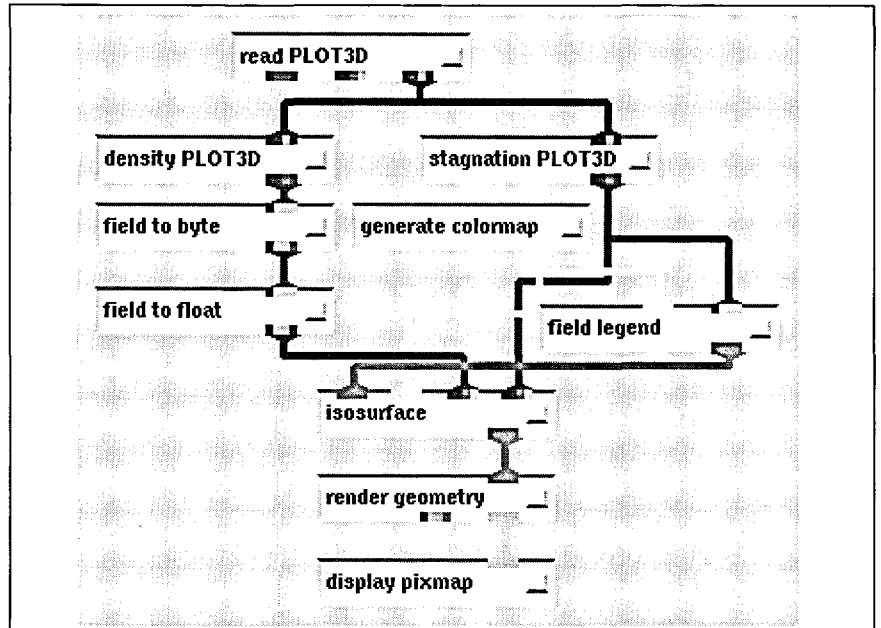 read PLOT3D
density PLOT3D
stagnation PLOT3D
field to byte
generate colormap
field to float
field legend
isosurface
render geometry
display pixmap